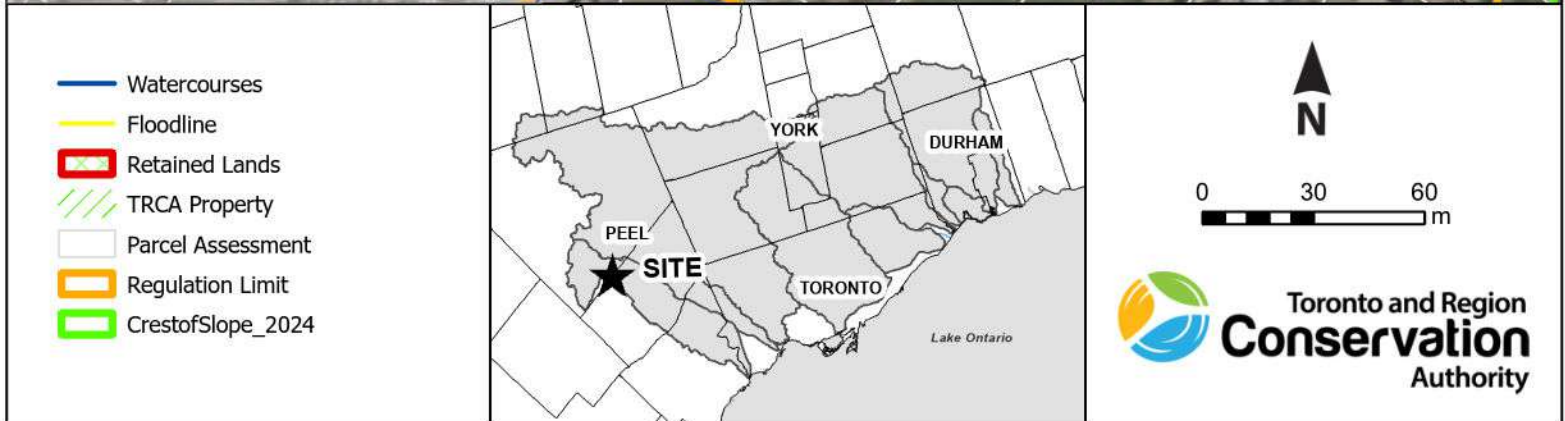 Watercourses
Floodline
Retained Lands
TRCA Property
Parcel Assessment
Regulation Limit
CrestofSlope_2024
YORK
DURHAM
PEEL
SITE
TORONTO
Lake Ontario
N
0 30 60
m
Toronto and Region
Conservation
Authority